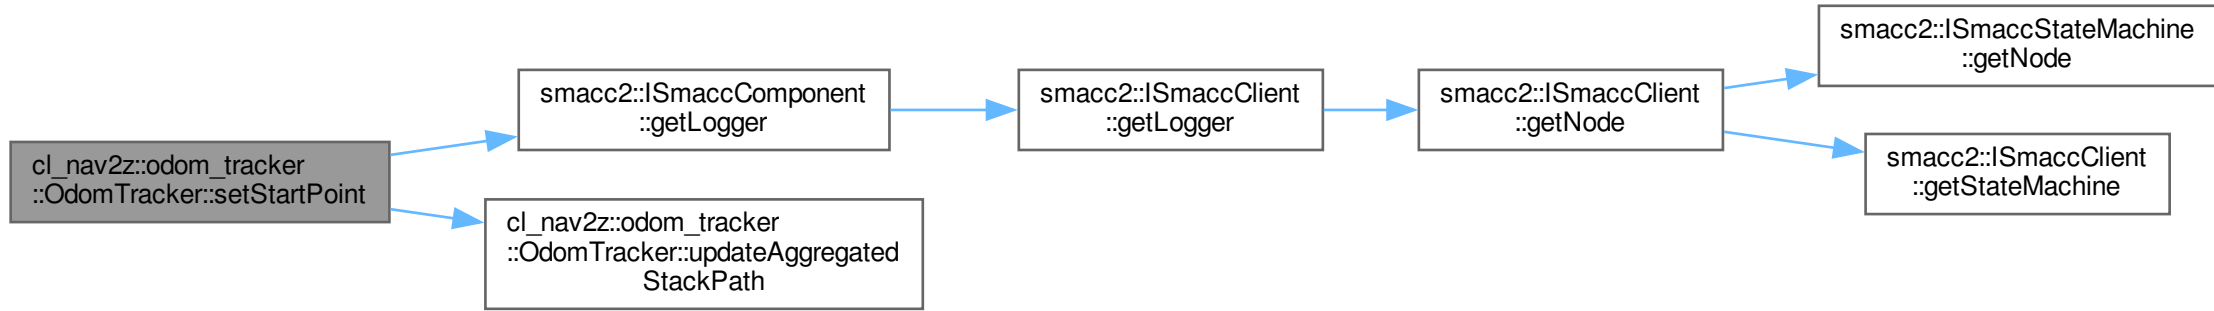 cl_nav2z::odom_tracker
::OdomTracker::setStartPoint
smacc2::ISmaccComponent
::getLogger
smacc2::ISmaccClient
::getLogger
smacc2::ISmaccClient
::getNode
smacc2::ISmaccStateMachine
::getNode
smacc2::ISmaccClient
::getStateMachine
cl_nav2z::odom_tracker
::OdomTracker::updateAggregated
StackPath